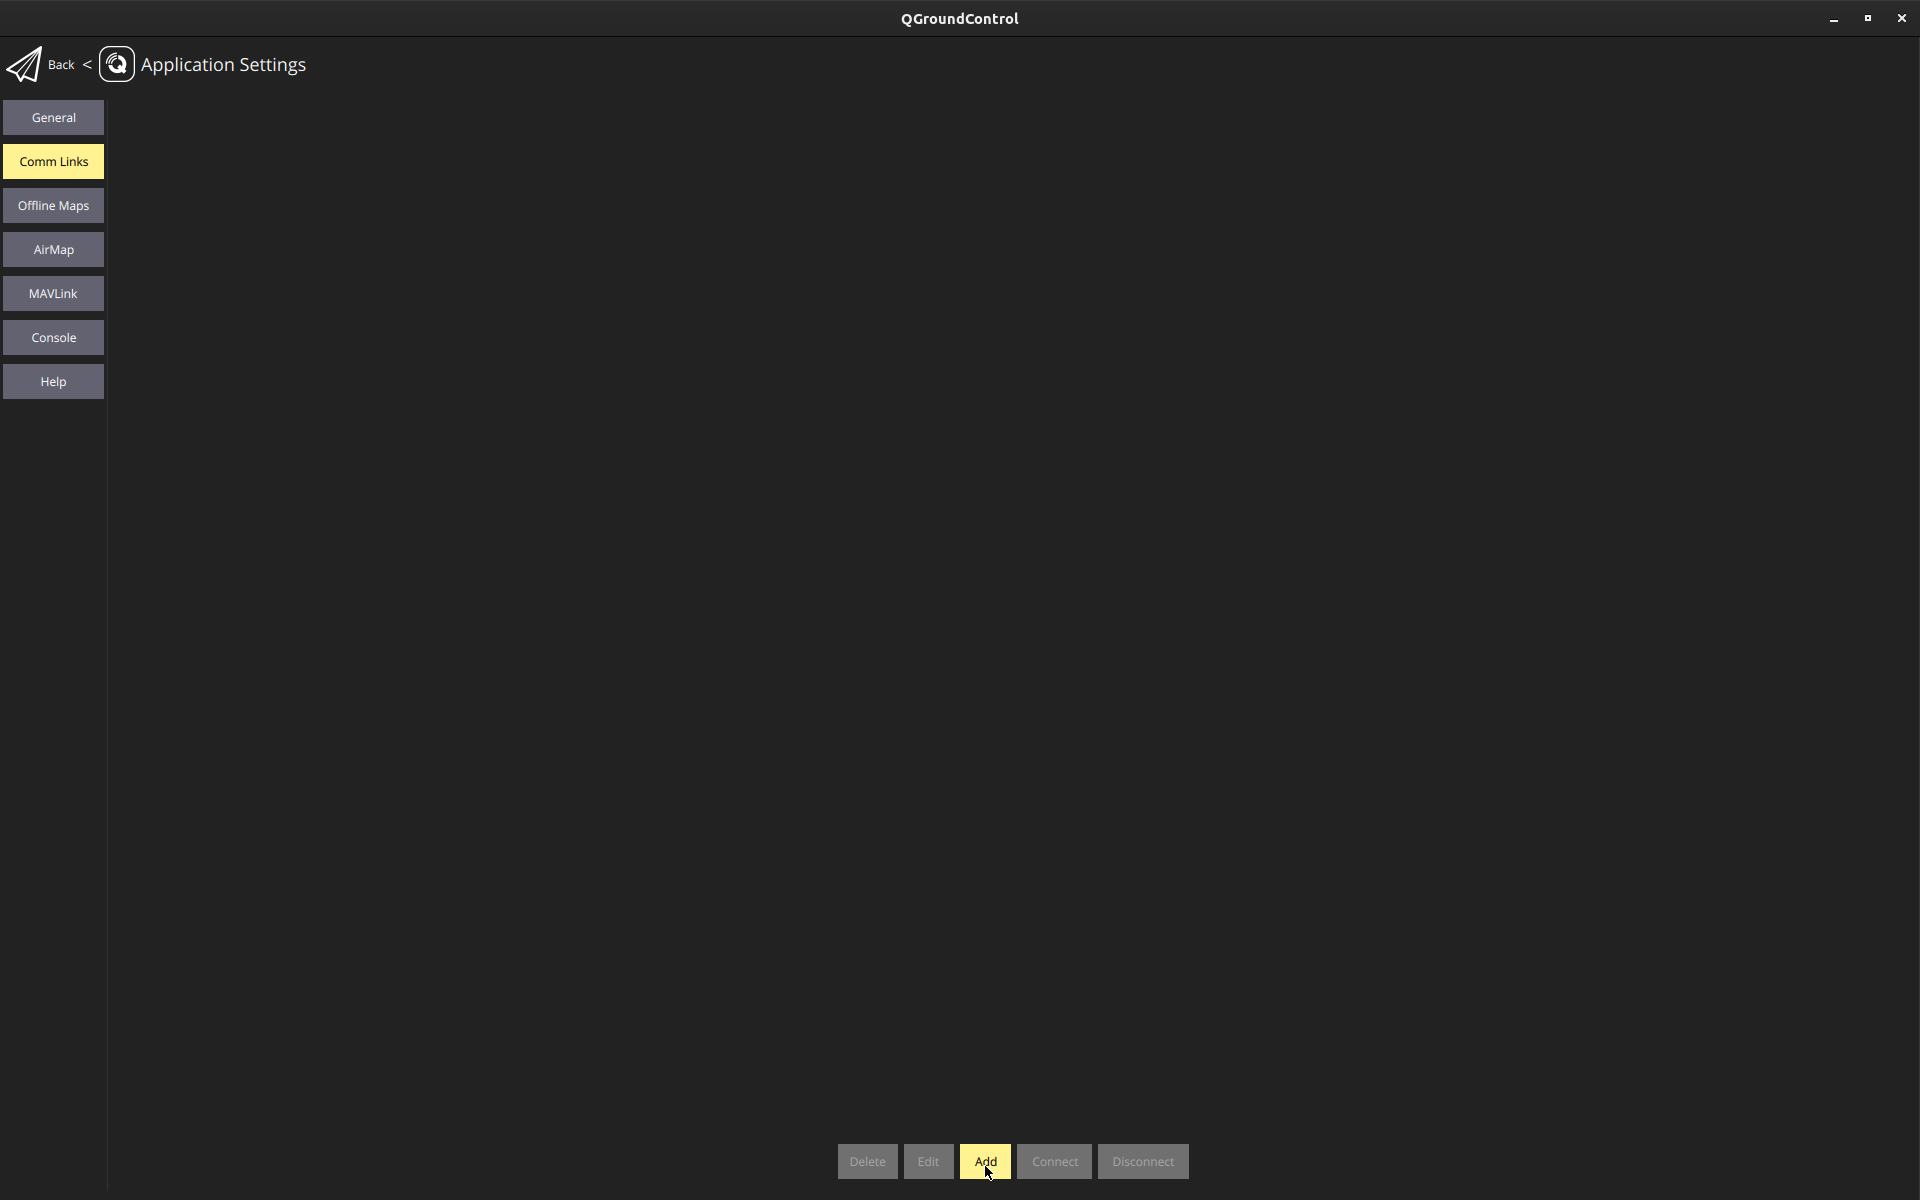 QGroundControl
Back < Application Settings
General
Comm Links
Offline Maps
AirMap
MAVLink
Console
Help
Delete Edit Add Connect Disconnect